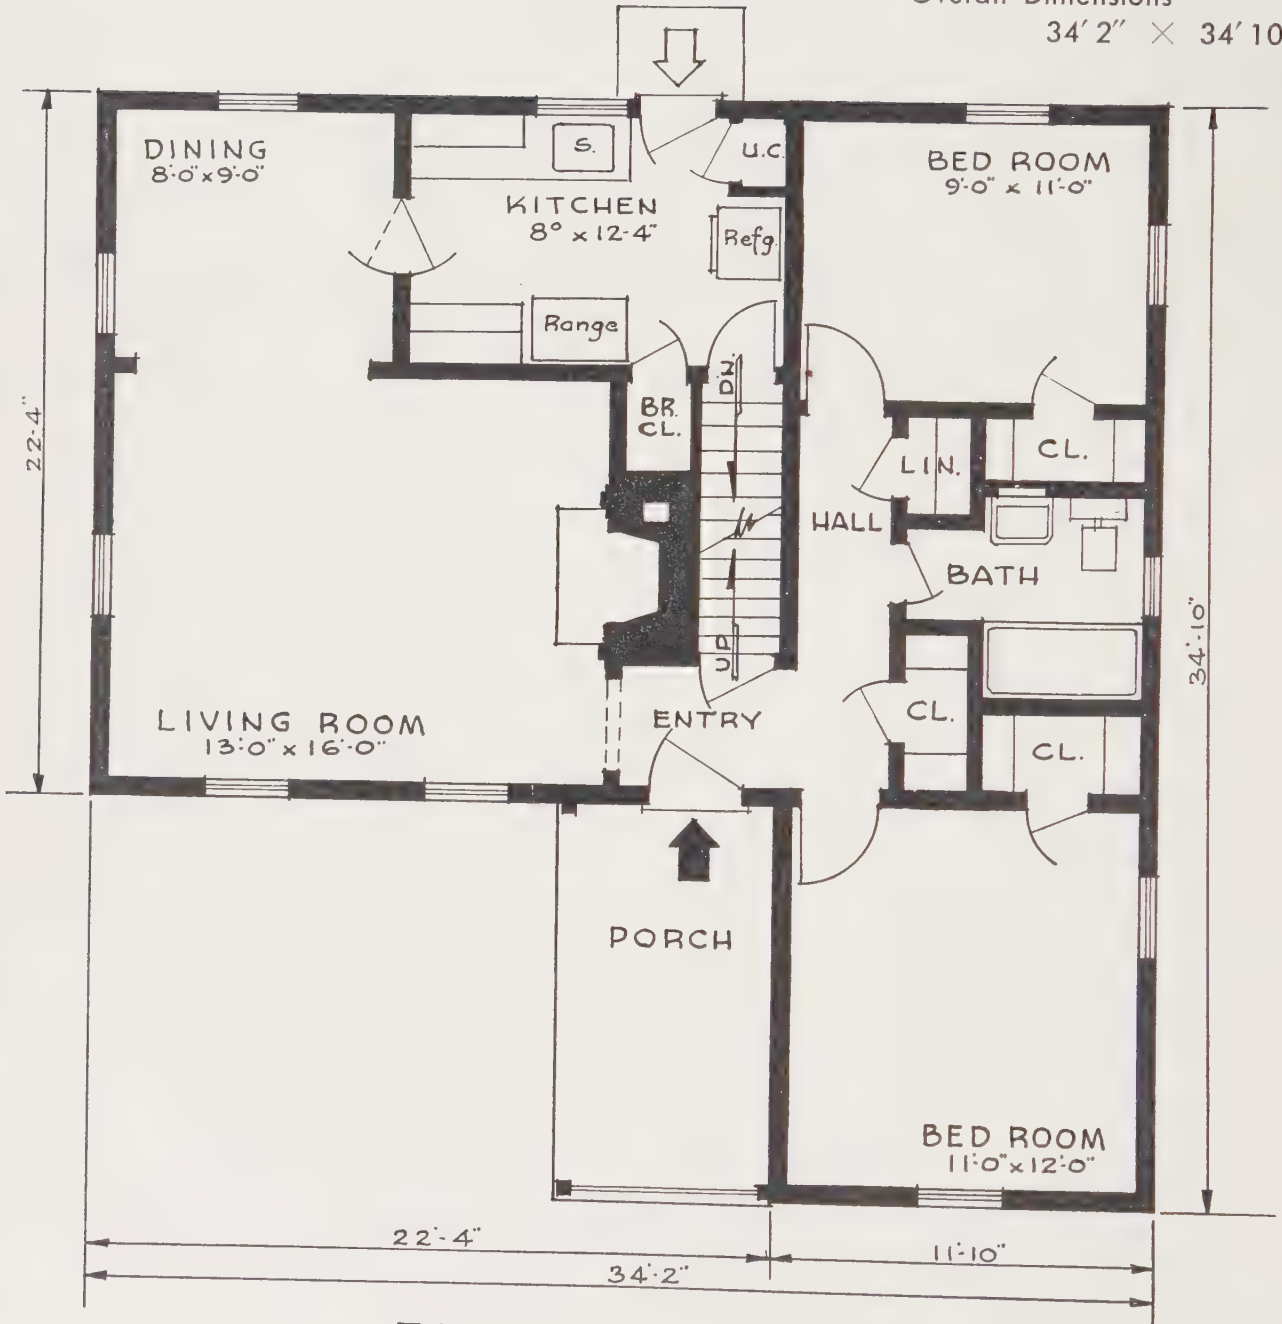 Overall Dimensions
34' 2" × 34' 10
DINING
8'-0" x 9'-0"
S.
U.C.
BED ROOM
9'-0" x 11'-0"
KITCHEN
8° x 12-4"
Refg.
Range
DN.
BR.
CL.
22'-4"
LIN.
CL.
HALL
BATH
34'-10"
UP
LIVING ROOM
13'-0" x 16'-0"
ENTRY
CL.
CL.
PORCH
BED ROOM
11'-0" x 12'-0"
22'-4"
11'-10"
34'-2"